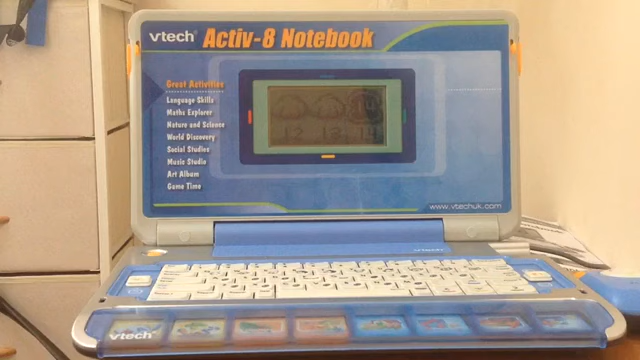 vtech® Activ-8 Notebook
Great Activities
Language Skills
Maths Explorer
Nature and Science
World Discovery
Social Studies
Music Studio
Art Album
Game Time
12 13
www.vtechuk.com
vtech
vtech